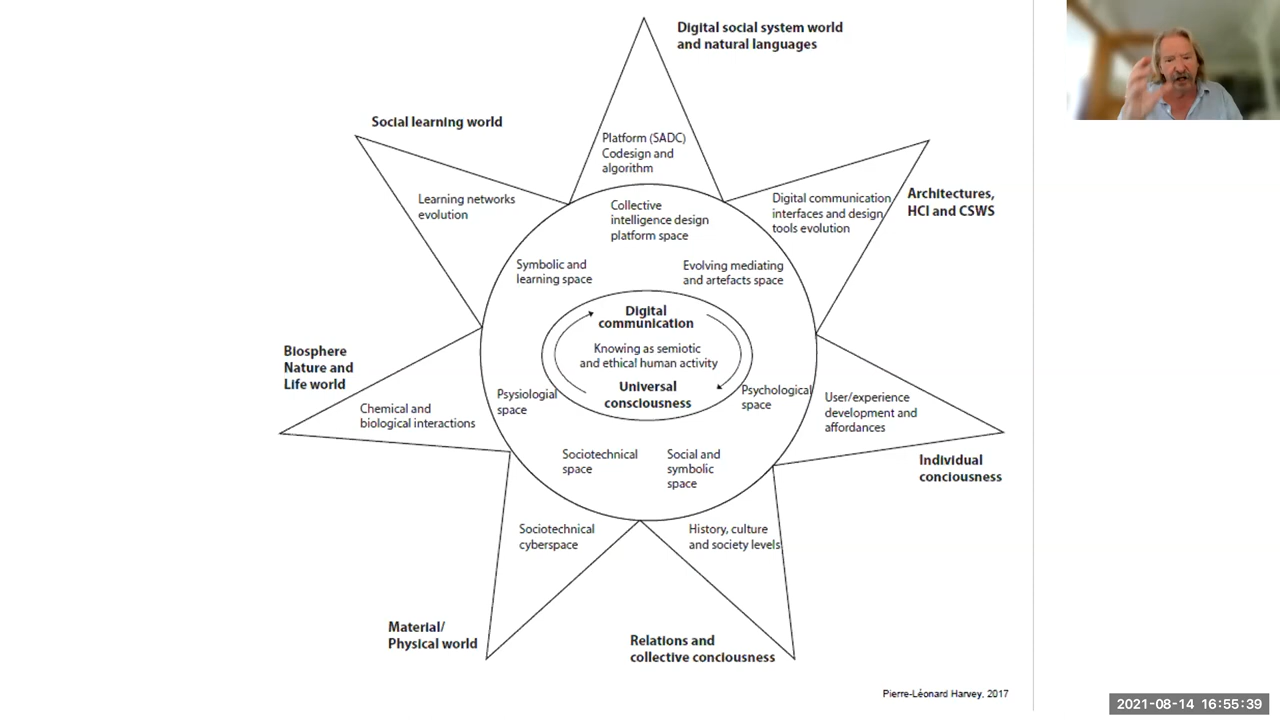 Digital social system world
and natural languages
Social learning world
Platform (SADC)
Codesign and
algorithm
Learning networks
evolution
Digital communication
interfaces and design
tools evolution
Architectures,
HCI and CSWS
Collective
intelligence design
platform space
Symbolic and
learning space
Evolving mediating
and artefacts space
Digital
communication
Knowing as semiotic
and ethical human activity
Universal
consciousness
Biosphere
Nature and
Life world
Chemical and
biological interactions
Psysiologial
space
Psychological
space
User/experience
development and
affordances
Individual
conciousness
Sociotechnical
space
Social and
symbolic
space
Sociotechnical
cyberspace
History, culture
and society levels
Material/
Physical world
Relations and
collective conciousness
Pierre-Léonard Harvey, 2017
2021-08-14 16:55:39